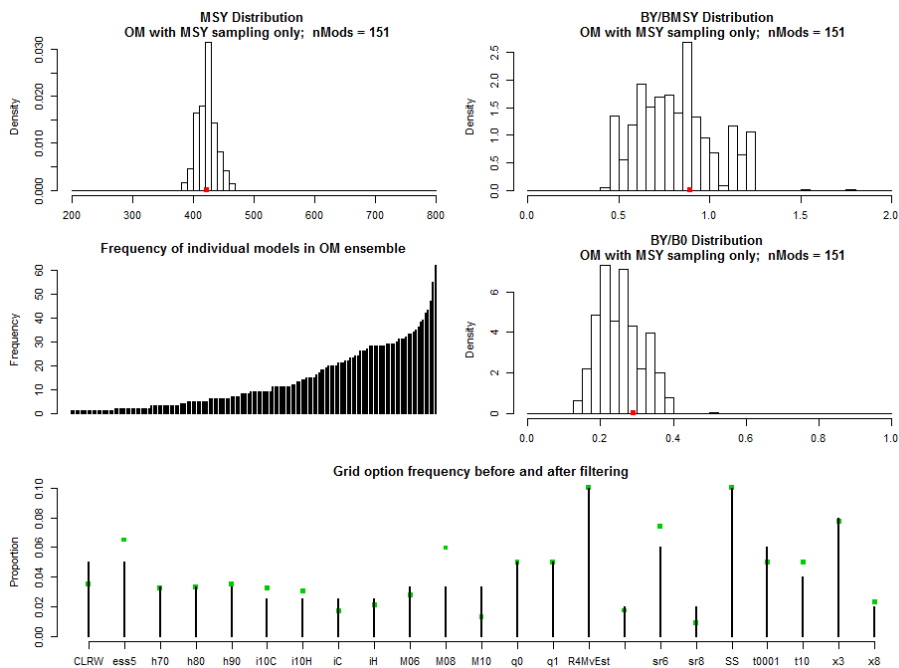 MSY Distribution
OM with MSY sampling only; nMods = 151
Density
0.000 0.010 0.020 0.030
200 300 400 500 600 700 800
BY/BMSY Distribution
OM with MSY sampling only; nMods = 151
Density
0.0 0.5 1.0 1.5 2.0 2.5
0.0 0.5 1.0 1.5 2.0
Frequency of individual models in OM ensemble
Frequency
0 10 20 30 40 50 60
BY/B0 Distribution
OM with MSY sampling only; nMods = 151
Density
0 2 4 6
0.0 0.2 0.4 0.6 0.8 1.0
Grid option frequency before and after filtering
Proportion
0.00 0.02 0.04 0.06 0.08 0.10
CLRW ess5 h70 h80 h90 i10C i10H iC iH M06 M08 M10 q0 q1 R4MvEst sr6 sr8 SS t0001 t10 x3 x8